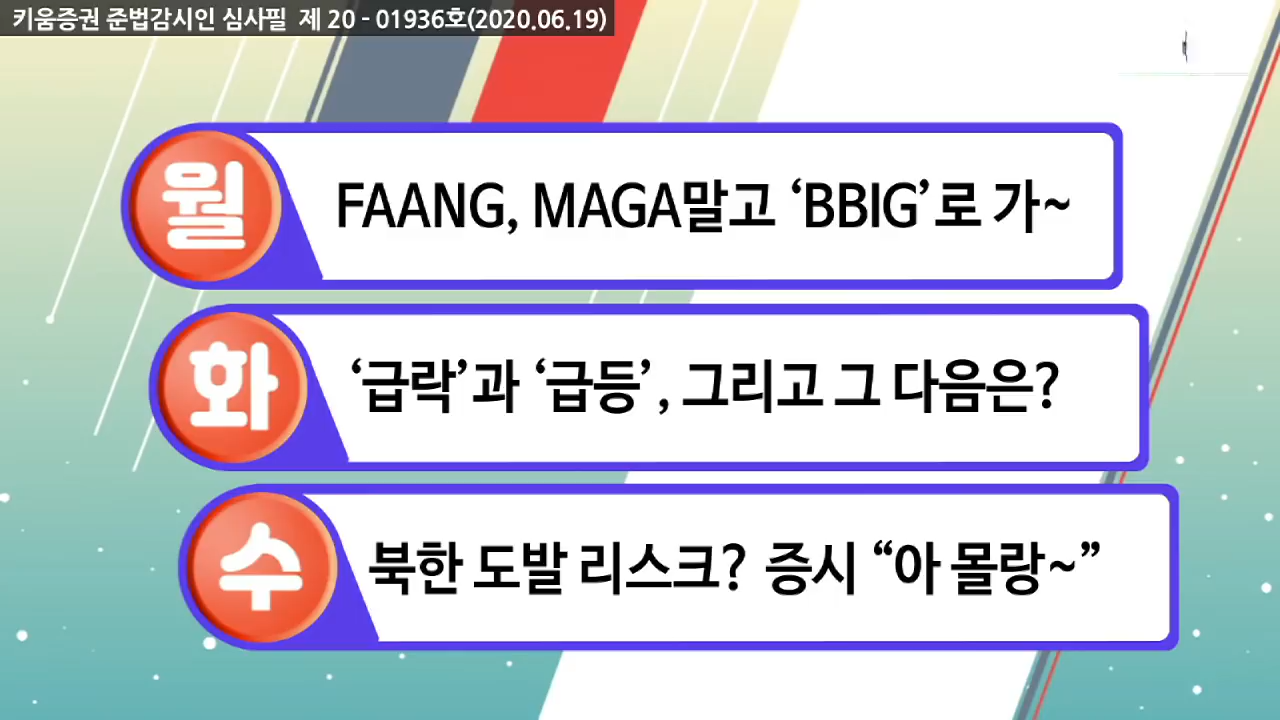 키움증권 준법감시인 심사필 제 20 - 01936호(2020.06.19)
월
FAANG, MAGA말고 ‘BBIG’로 가~
화
‘급락’과 ‘급등’, 그리고 그 다음은?
수
북한 도발 리스크? 증시 “아 몰랑~”